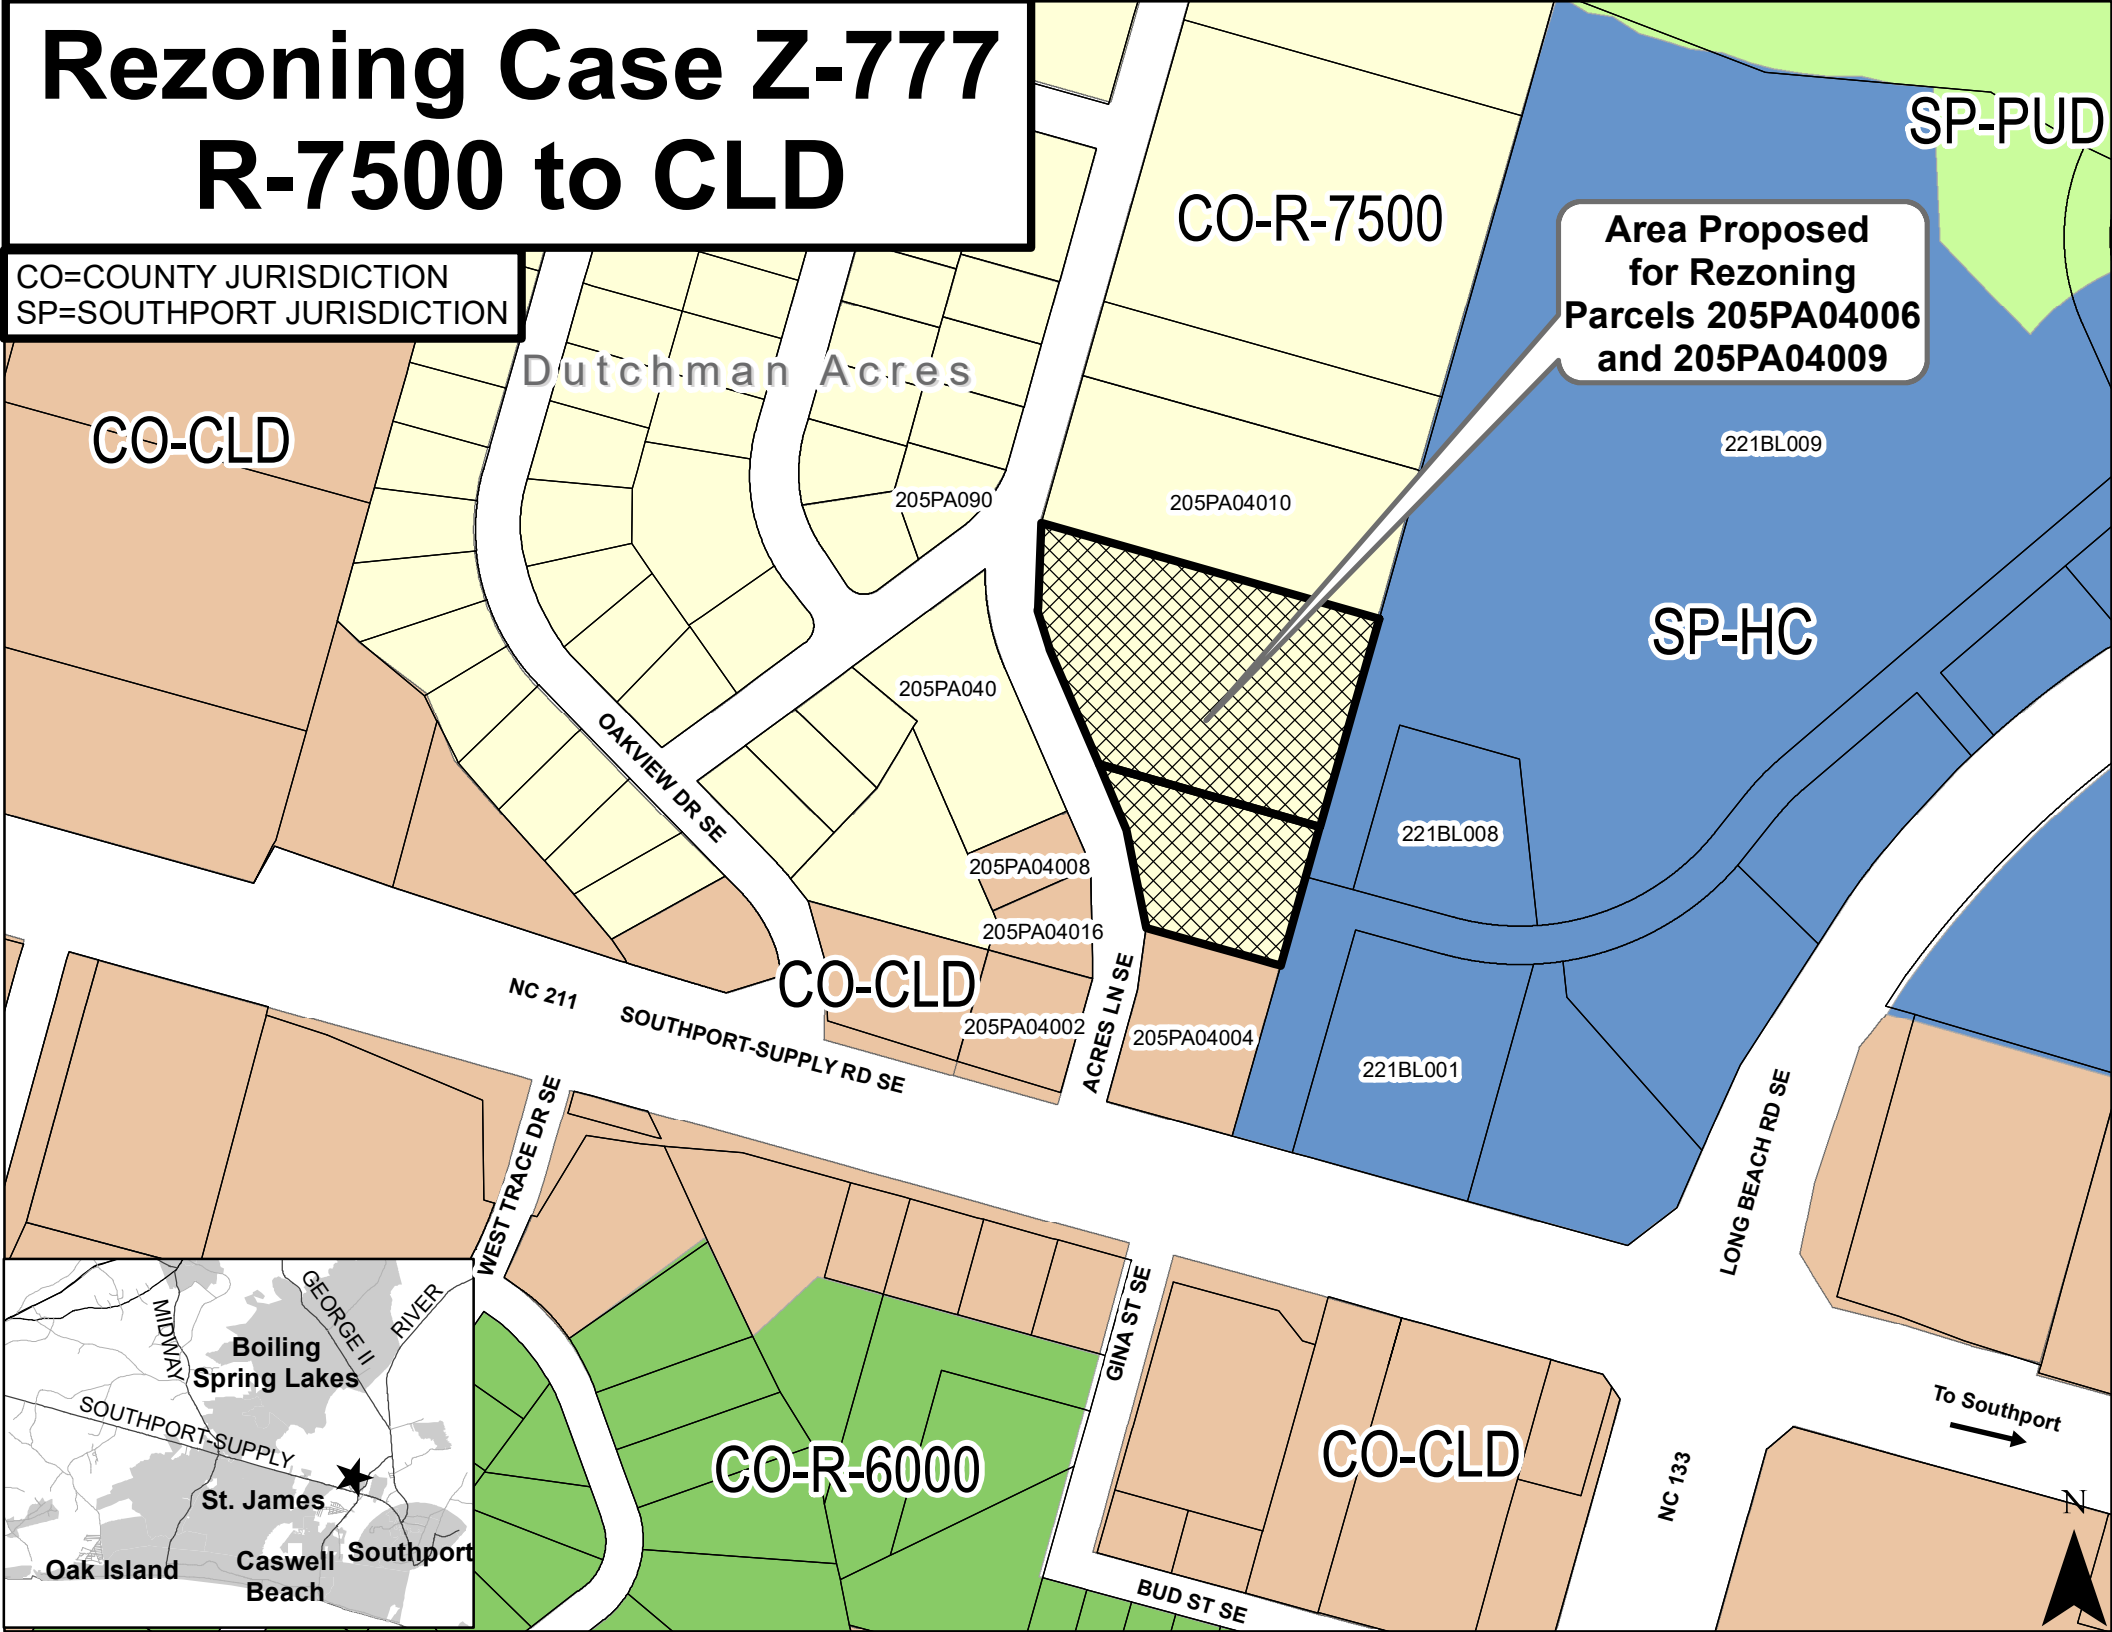 Rezoning Case Z-777
R-7500 to CLD
CO=COUNTY JURISDICTION
SP=SOUTHPORT JURISDICTION
SP-PUD
CO-R-7500
Area Proposed
for Rezoning
Parcels 205PA04006
and 205PA04009
Dutchman Acres
CO-CLD
221BL009
205PA090
205PA04010
SP-HC
205PA040
OAKVIEW DR SE
221BL008
205PA04008
205PA04016
CO-CLD
NC 211
SOUTHPORT-SUPPLY RD SE
205PA04002
ACRES LN SE
205PA04004
221BL001
WEST TRACE DR SE
LONG BEACH RD SE
GINA ST SE
CO-R-6000
CO-CLD
To Southport
NC 133
BUD ST SE
N
MIDWAY
GEORGE II
RIVER
Boiling
Spring Lakes
SOUTHPORT-SUPPLY
St. James
Oak Island
Caswell
Beach
Southport